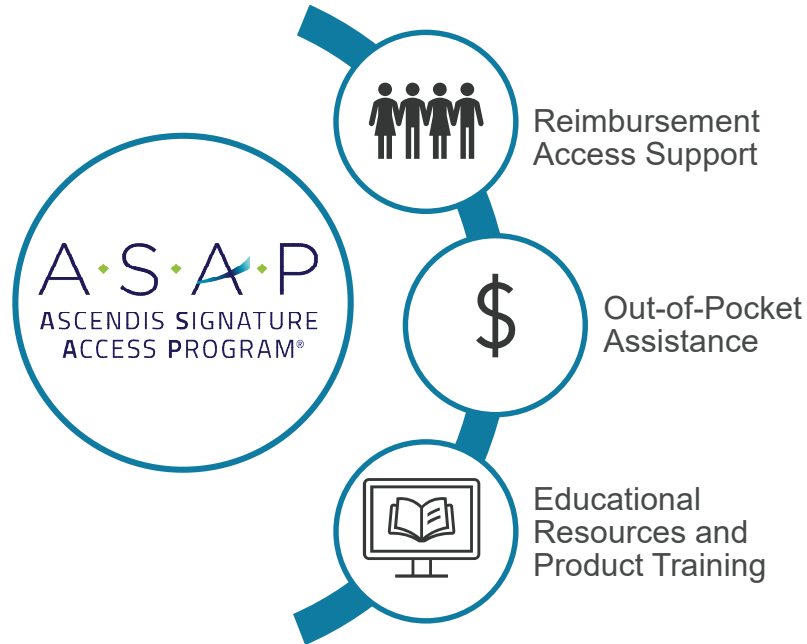 A·S·A·P
ASCENDIS SIGNATURE
ACCESS PROGRAM®
Reimbursement
Access Support
$
Out-of-Pocket
Assistance
Educational
Resources and
Product Training